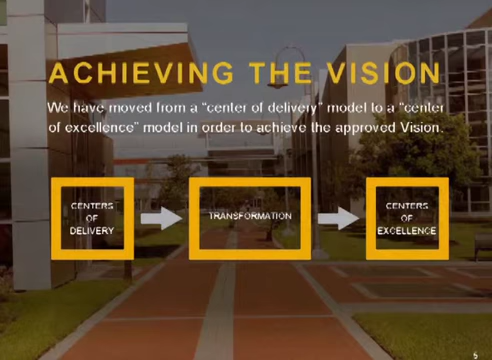 ACHIEVING THE VISION
We have moved from a "center of delivery" model to a "center
of excellence" model in order to achieve the approved Vision.
CENTERS
OF
DELIVERY
TRANSFORMATION
CENTERS
OF
EXCELLENCE
5